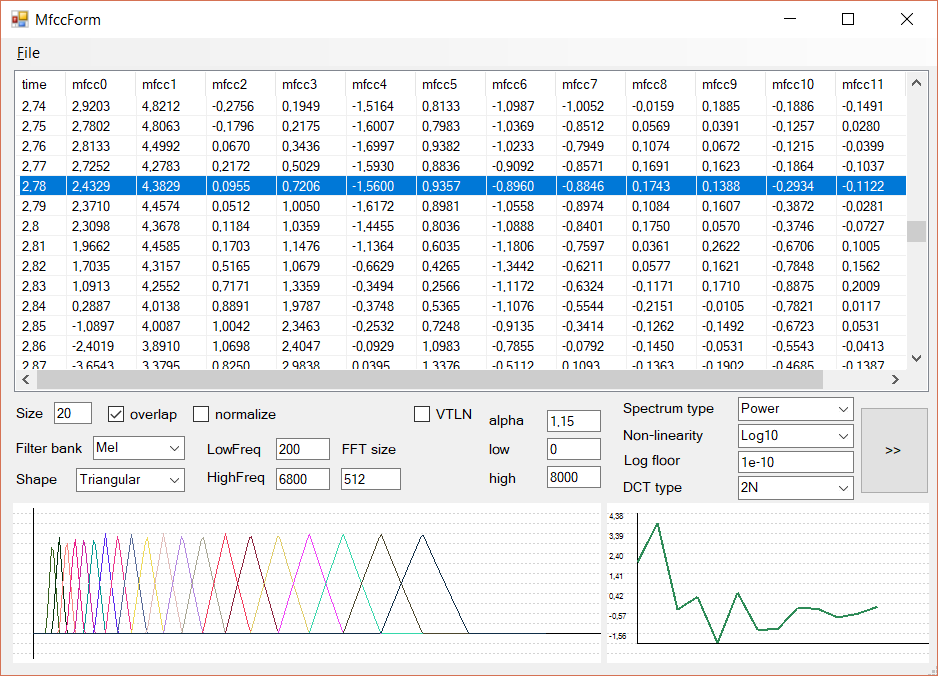 MfccForm
File
time mfcc0 mfcc1 mfcc2 mfcc3 mfcc4 mfcc5 mfcc6 mfcc7 mfcc8 mfcc9 mfcc10 mfcc11
2,74 2,9203 4,8212 -0,2756 0,1949 -1,5164 0,8133 -1,0987 -1,0052 -0,0159 0,1885 -0,1886 -0,1491
2,75 2,7802 4,8063 -0,1796 0,2175 -1,6007 0,7983 -1,0369 -0,8512 0,0569 0,0391 -0,1257 0,0280
2,76 2,8133 4,4992 0,0670 0,3436 -1,6997 0,9382 -1,0233 -0,7949 0,1074 0,0672 -0,1215 -0,0399
2,77 2,7252 4,2783 0,2172 0,5029 -1,5930 0,8836 -0,9092 -0,8571 0,1691 0,1623 -0,1864 -0,1037
2,78 2,4329 4,3829 0,0955 0,7206 -1,5600 0,9357 -0,8960 -0,8846 0,1743 0,1388 -0,2934 -0,1122
2,79 2,3710 4,4574 0,0512 1,0050 -1,6172 0,8981 -1,0558 -0,8974 0,1084 0,1607 -0,3872 -0,0281
2,8 2,3098 4,3678 0,1184 1,0359 -1,4455 0,8036 -1,0888 -0,8401 0,1750 0,0570 -0,3746 -0,0727
2,81 1,9662 4,4585 0,1703 1,1476 -1,1364 0,6035 -1,1806 -0,7597 0,0361 0,2622 -0,6706 0,1005
2,82 1,7035 4,3157 0,5165 1,0679 -0,6629 0,4265 -1,3442 -0,6211 0,0577 0,1621 -0,7848 0,1562
2,83 1,0913 4,2552 0,7171 1,3359 -0,3494 0,2566 -1,1172 -0,6324 -0,1171 0,1710 -0,8875 0,2009
2,84 0,2887 4,0138 0,8891 1,9787 -0,3748 0,5365 -1,1076 -0,5544 -0,2151 -0,0105 -0,7821 0,0117
2,85 -1,0897 4,0087 1,0042 2,3463 -0,2532 0,7248 -0,9135 -0,3414 -0,1262 -0,1492 -0,6723 0,0531
2,86 -2,4019 3,8910 1,0698 2,4047 -0,0929 1,0983 -0,7855 -0,0792 -0,1450 -0,0531 -0,5543 -0,0413
2,87 -3,6543 3,3795 0,8250 2,9838 0,0395 1,3376 -0,5112 0,1093 -0,1363 -0,1902 -0,4685 -0,1387
Size 20 overlap normalize VTLN
Filter bank Mel LowFreq 200 FFT size
Shape Triangular HighFreq 6800 512
alpha 1,15
low 0
high 8000
Spectrum type Power
Non-linearity Log10
Log floor 1e-10
DCT type 2N
>>
4,38
3,39
2,40
1,41
0,42
-0,57
-1,56